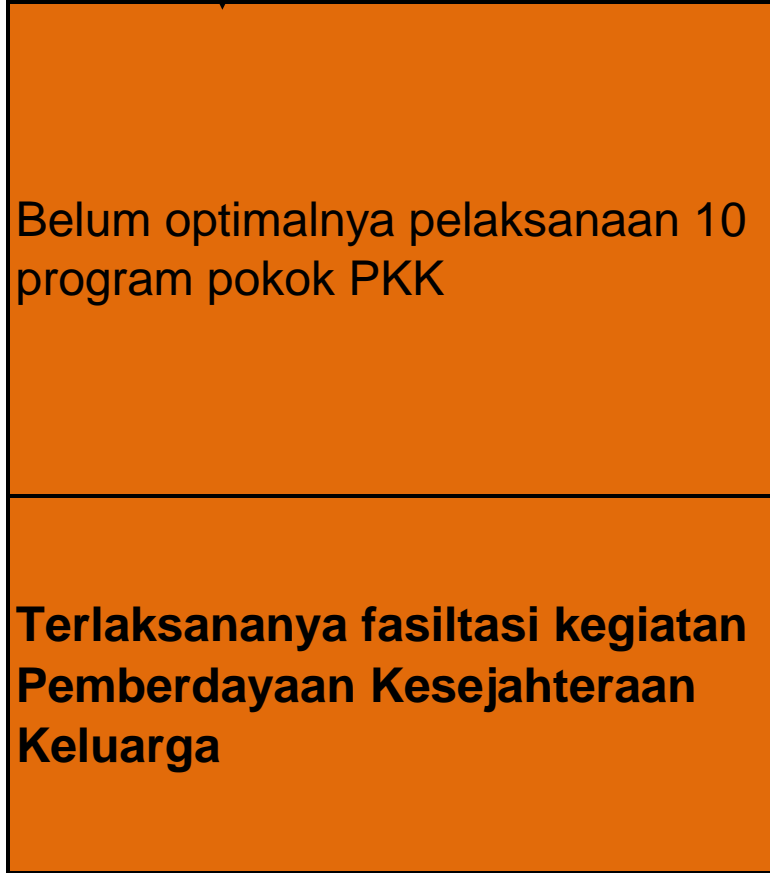 Belum optimalnya pelaksanaan 10
program pokok PKK
Terlaksananya fasiltasi kegiatan
Pemberdayaan Kesejahteraan
Keluarga